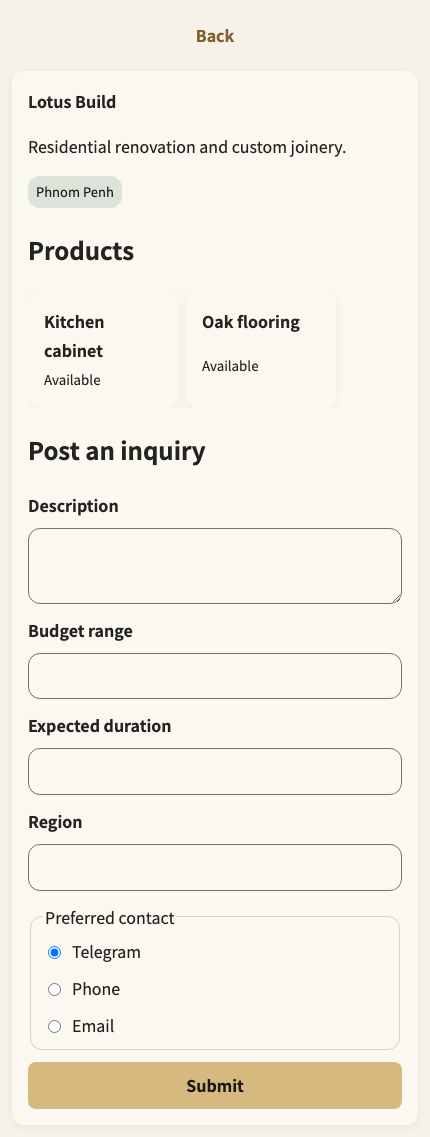 Back
Lotus Build
Residential renovation and custom joinery.
Phnom Penh
Products
Kitchen
cabinet
Available
Oak flooring
Available
Post an inquiry
Description
Budget range
Expected duration
Region
Preferred contact
Telegram
Phone
Email
Submit